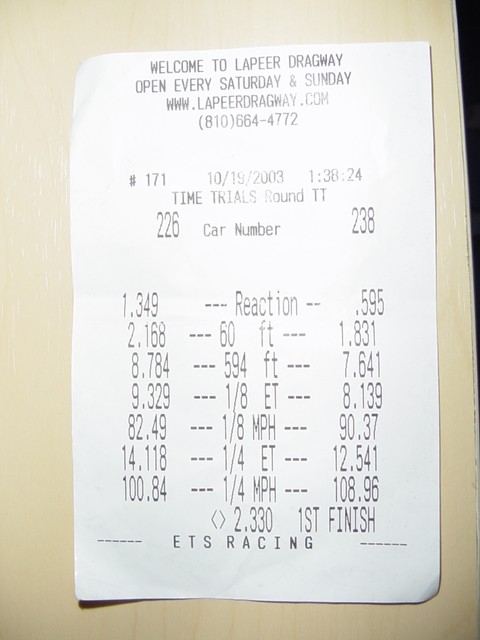 WELCOME TO LAPEER DRAGWAY
OPEN EVERY SATURDAY & SUNDAY
WWW.LAPEERDRAGWAY.COM
(810)664-4772
# 171 10/19/2003 1:38:24
TIME TRIALS Round TT
226 Car Number 238
1.349 --- Reaction -- .595
2.168 --- 60 ft --- 1.831
8.784 --- 594 ft --- 7.641
9.329 --- 1/8 ET --- 8.139
82.49 --- 1/8 MPH --- 90.37
14.118 --- 1/4 ET --- 12.541
100.84 --- 1/4 MPH --- 108.96
<> 2.330 1ST FINISH
------ ETS RACING ------